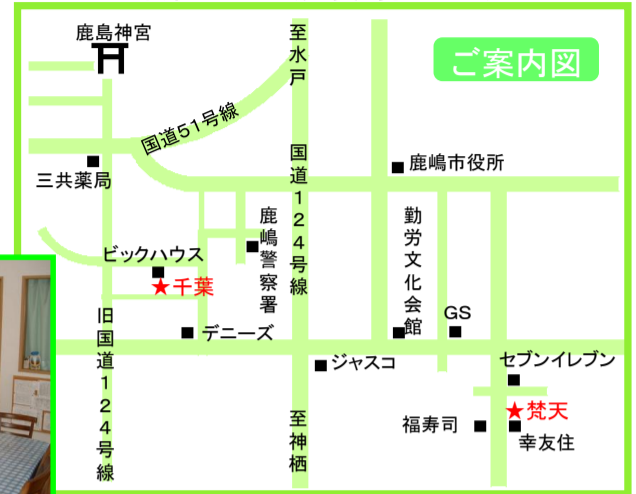 鹿島神宮
至水戸
ご案内図
国道51号線
三共薬局
国道124号線
鹿嶋市役所
鹿嶋警察署
勤労文化会館
ビックハウス
★千葉
旧国道124号線
デニーズ
GS
ジャスコ
セブンイレブン
★梵天
福寿司
幸友住
至神栖